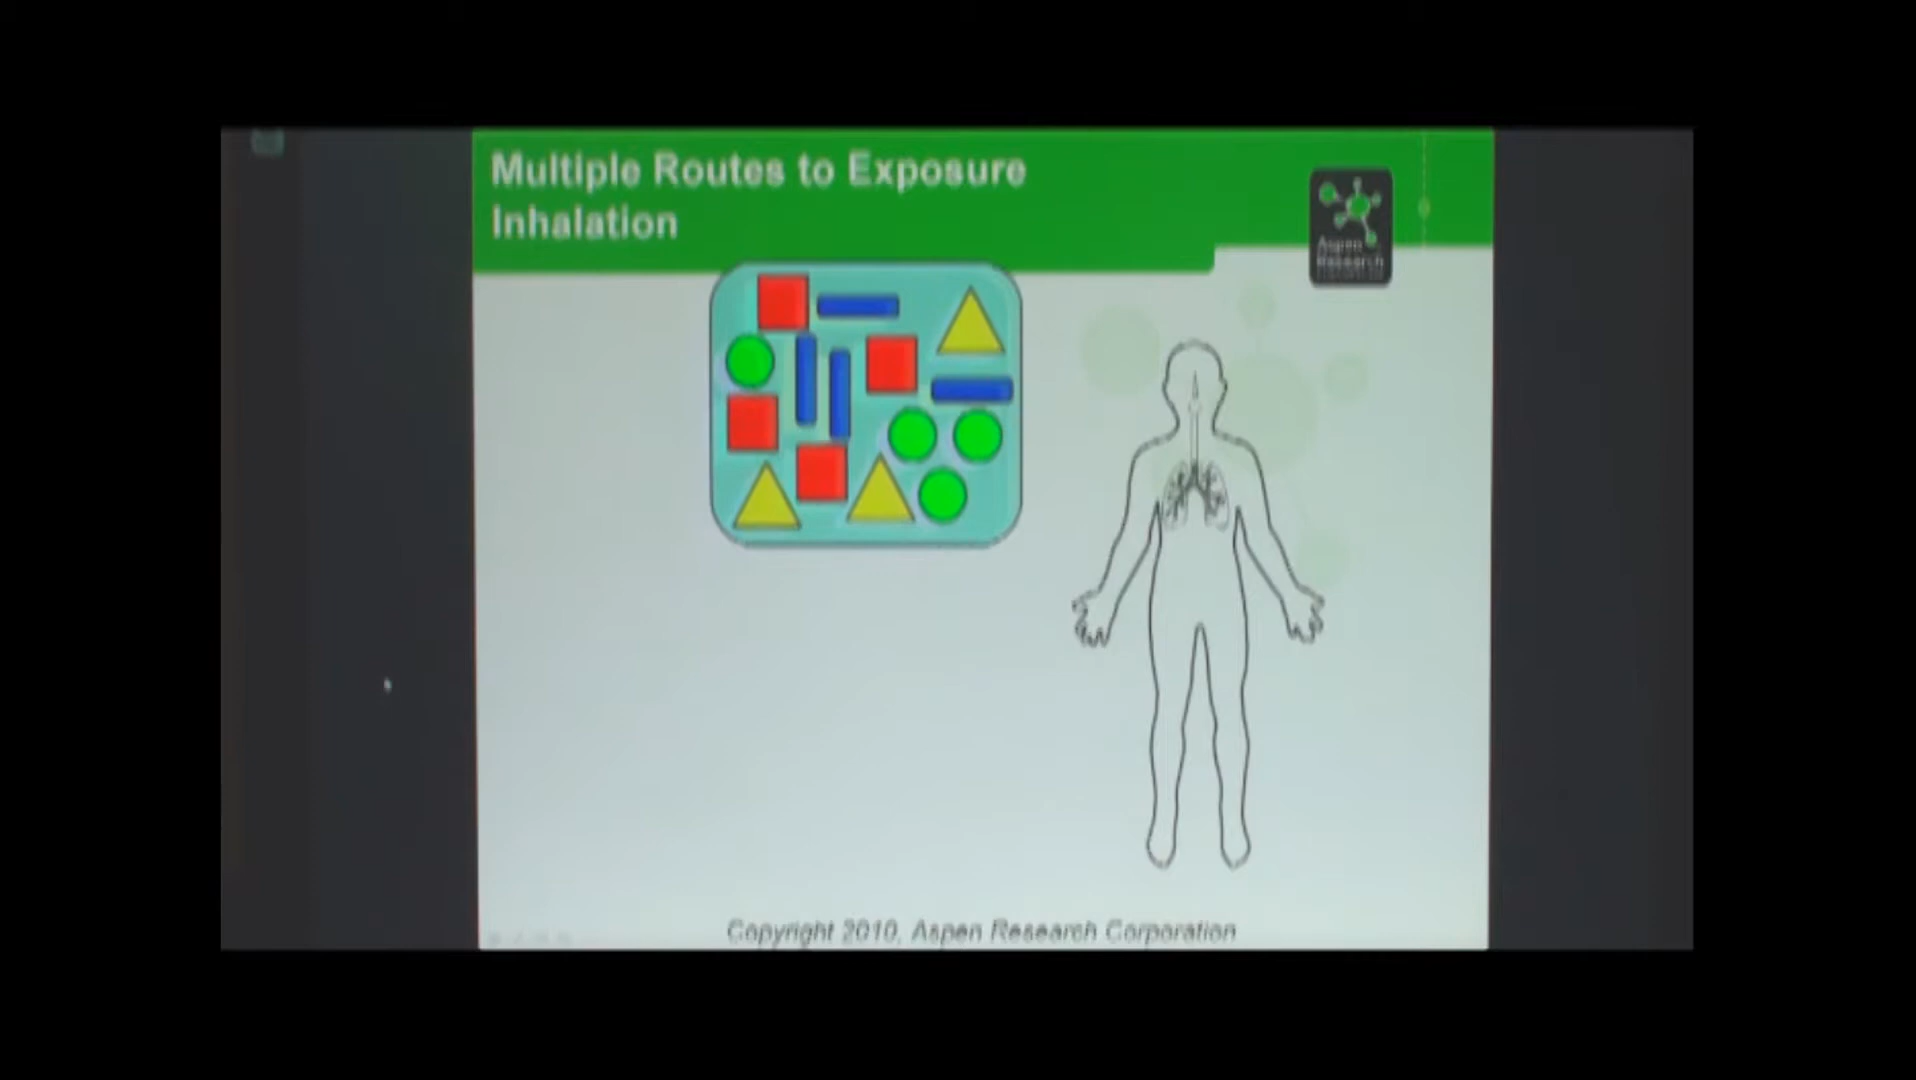 Multiple Routes to Exposure
Inhalation
Aspen
Research
Copyright 2010, Aspen Research Corporation